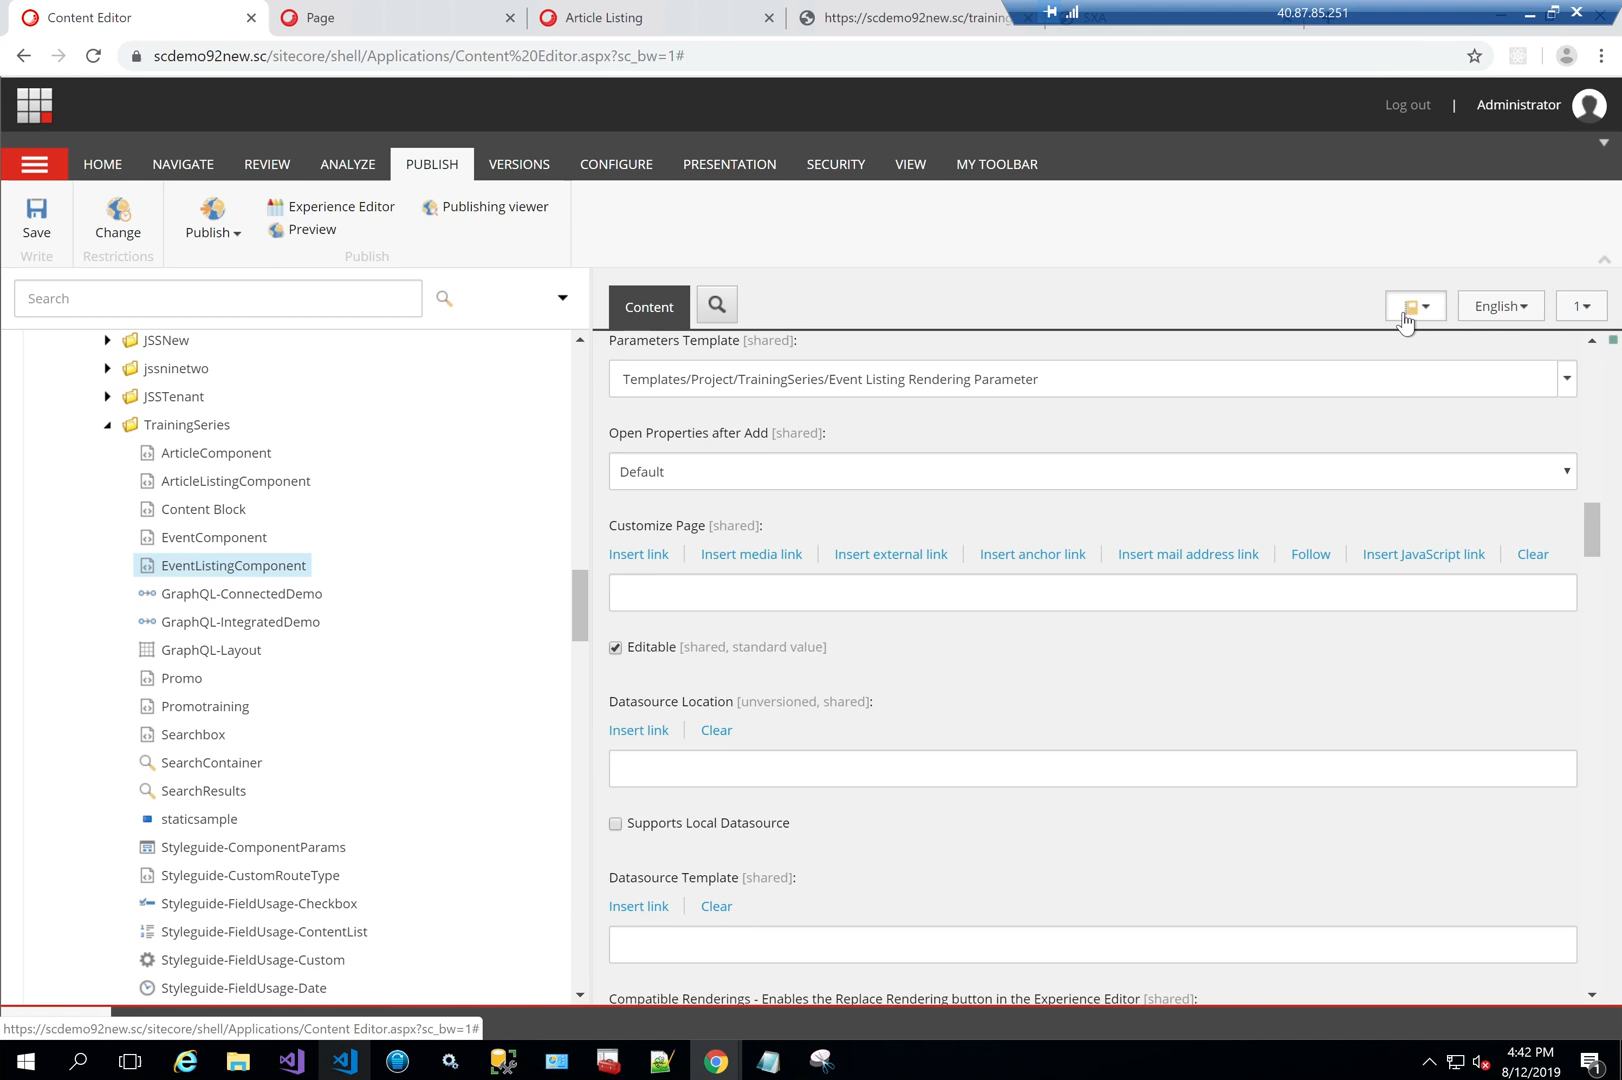 Content Editor
Page
Article Listing
https://scdemo92new.sc/training
SXA
40.87.85.251
scdemo92new.sc/sitecore/shell/Applications/Content%20Editor.aspx?sc_bw=1#
Log out | Administrator
HOME NAVIGATE REVIEW ANALYZE PUBLISH VERSIONS CONFIGURE PRESENTATION SECURITY VIEW MY TOOLBAR
Save
Write
Change
Restrictions
Publish
Experience Editor
Preview
Publishing viewer
Publish
Search
Content
English
1
JSSNew
jssninetwo
JSSTenant
TrainingSeries
ArticleComponent
ArticleListingComponent
Content Block
EventComponent
EventListingComponent
GraphQL-ConnectedDemo
GraphQL-IntegratedDemo
GraphQL-Layout
Promo
Promotraining
Searchbox
SearchContainer
SearchResults
staticsample
Styleguide-ComponentParams
Styleguide-CustomRouteType
Styleguide-FieldUsage-Checkbox
Styleguide-FieldUsage-ContentList
Styleguide-FieldUsage-Custom
Styleguide-FieldUsage-Date
Parameters Template [shared]:
Templates/Project/TrainingSeries/Event Listing Rendering Parameter
Open Properties after Add [shared]:
Default
Customize Page [shared]:
Insert link Insert media link Insert external link Insert anchor link Insert mail address link Follow Insert JavaScript link Clear
Editable [shared, standard value]
Datasource Location [unversioned, shared]:
Insert link Clear
Supports Local Datasource
Datasource Template [shared]:
Insert link Clear
Compatible Renderings - Enables the Replace Rendering button in the Experience Editor [shared]:
https://scdemo92new.sc/sitecore/shell/Applications/Content Editor.aspx?sc_bw=1#
4:42 PM
8/12/2019
1